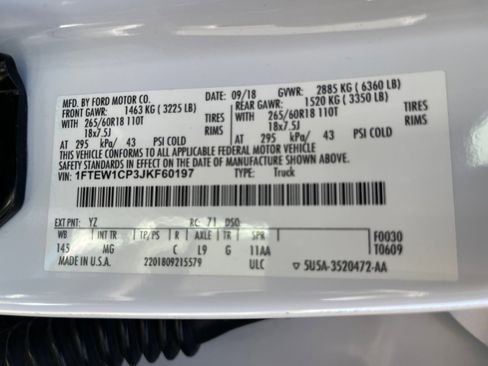 MFD. BY FORD MOTOR CO. DATE: 09/18 GVWR: 2885 KG ( 6360 LB)
FRONT GAWR: 1463 KG ( 3225 LB) REAR GAWR: 1520 KG ( 3350 LB)
WITH 265/60R18 110T TIRES WITH 265/60R18 110T TIRES
18x7.5J RIMS 18x7.5J RIMS
AT 295 kPa/ 43 PSI COLD AT 295 kPa/ 43 PSI COLD
THIS VEHICLE CONFORMS TO ALL APPLICABLE FEDERAL MOTOR VEHICLE
SAFETY STANDARDS IN EFFECT ON THE DATE OF MANUFACTURE SHOWN ABOVE.
VIN: 1FTEW1CP3JKF60197 TYPE: Truck
EXT PNT: YZ RC: 71 DSO:
WB INT TR TP/PS R AXLE TR SPR F0030
145 MG C L9 G 11AA T0609
MADE IN U.S.A. 2201809215579 ULC 5U5A-3520472-AA